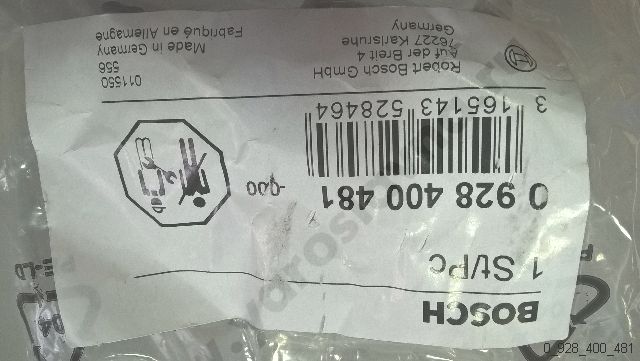 BOSCH
1 St/Pc
0 928 400 481
-Q00
3 165143 528464
Robert Bosch GmbH
Auf der Breit 4
76227 Karlsruhe
Germany
011550
556
Made in Germany
Fabriqué en Allemagne
0_928_400_481